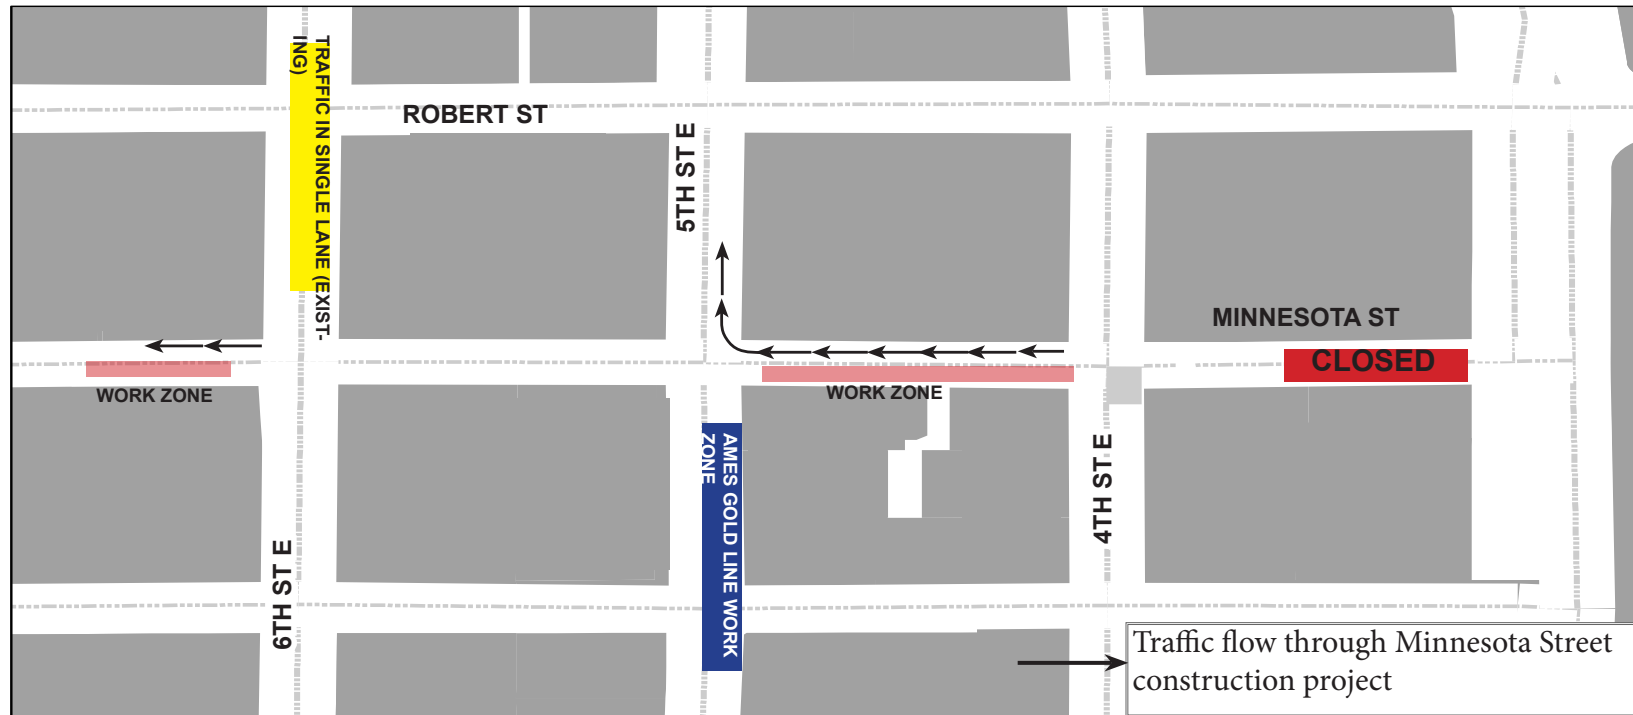 TRAFFIC IN SINGLE LANE (EXIST-
ING)
ROBERT ST
5TH ST E
MINNESOTA ST
CLOSED
WORK ZONE
WORK ZONE
AMES GOLD LINE WORK
ZONE
4TH ST E
6TH ST E
Traffic flow through Minnesota Street
construction project